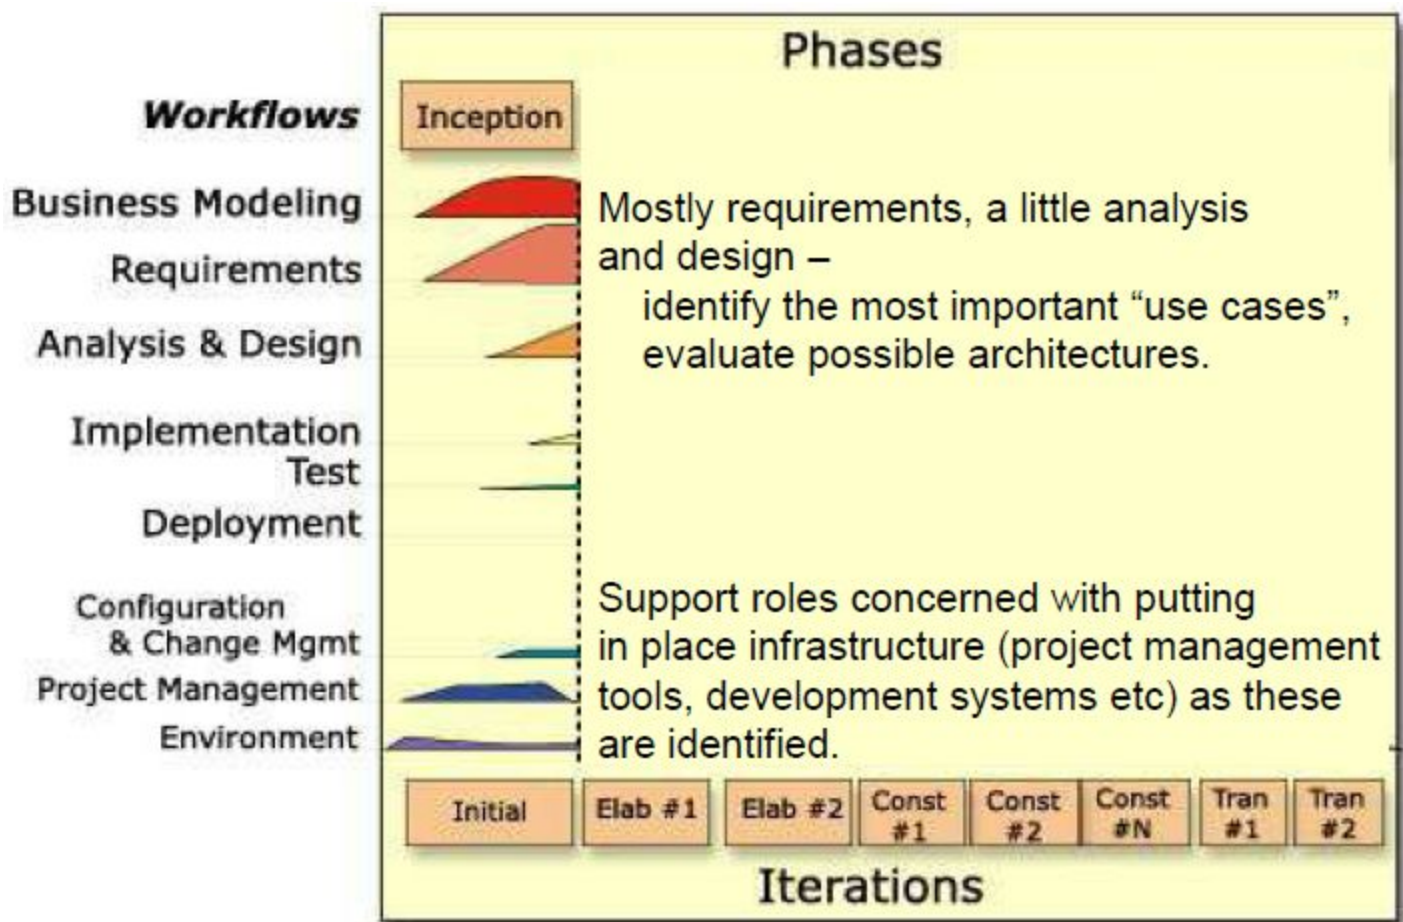 Phases
Workflows
Inception
Business Modeling
Requirements
Analysis & Design
Implementation
Test
Deployment
Configuration
& Change Mgmt
Project Management
Environment
Mostly requirements, a little analysis
and design –
identify the most important “use cases”,
evaluate possible architectures.
Support roles concerned with putting
in place infrastructure (project management
tools, development systems etc) as these
are identified.
Initial
Elab #1
Elab #2
Const
#1
Const
#2
Const
#N
Tran
#1
Tran
#2
Iterations